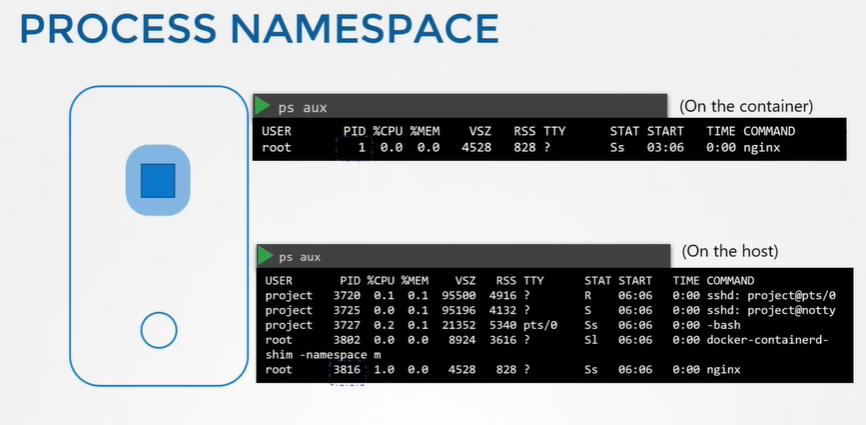 PROCESS NAMESPACE
ps aux
(On the container)
USER PID %CPU %MEM VSZ RSS TTY STAT START TIME COMMAND
root 1 0.0 0.0 4528 828 ? Ss 03:06 0:00 nginx
ps aux
(On the host)
USER PID %CPU %MEM VSZ RSS TTY STAT START TIME COMMAND
project 3720 0.1 0.1 95500 4916 ? R 06:06 0:00 sshd: project@pts/0
project 3725 0.0 0.1 95196 4132 ? S 06:06 0:00 sshd: project@notty
project 3727 0.2 0.1 21352 5340 pts/0 Ss 06:06 0:00 -bash
root 3802 0.0 0.0 8924 3616 ? Sl 06:06 0:00 docker-containerd-
shim -namespace m
root 3816 1.0 0.0 4528 828 ? Ss 06:06 0:00 nginx